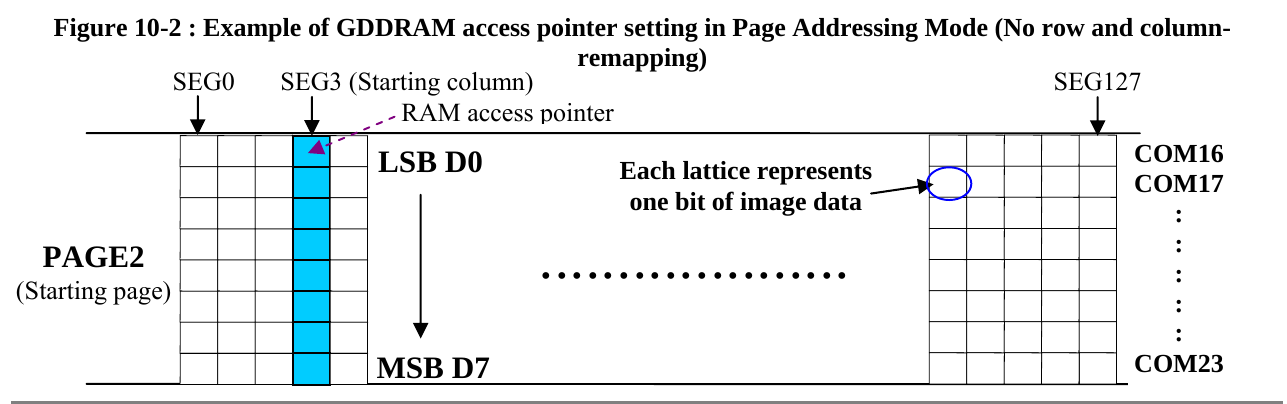 Figure 10-2 : Example of GDDRAM access pointer setting in Page Addressing Mode (No row and column-
remapping)
SEG0
SEG3 (Starting column)
SEG127
RAM access pointer
LSB D0
Each lattice represents
one bit of image data
COM16
COM17
:
:
:
:
:
PAGE2
(Starting page)
....................
MSB D7
COM23